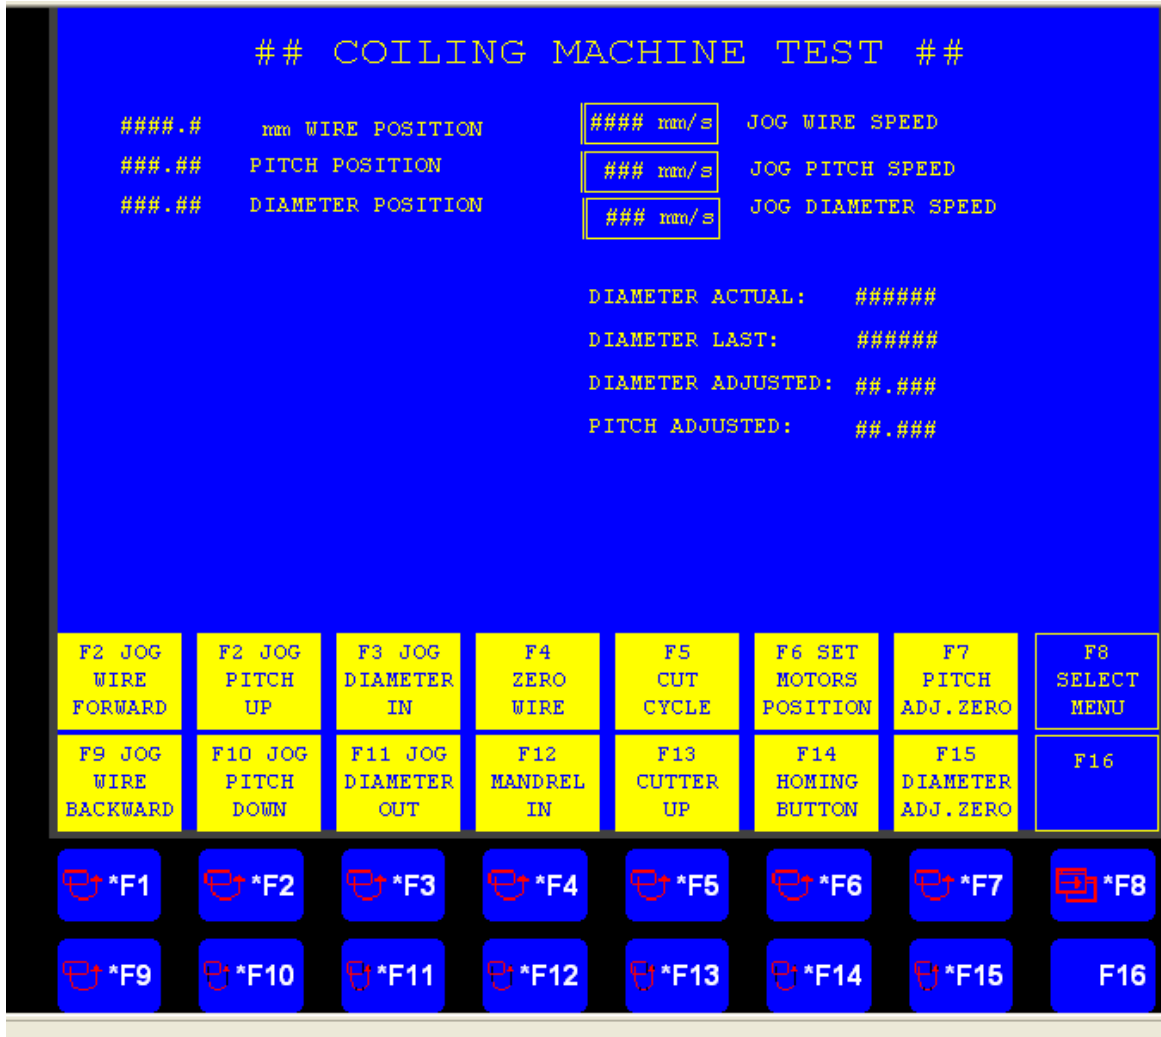 ## COILING MACHINE TEST ##
####.# mm WIRE POSITION
#### mm/s JOG WIRE SPEED
###.## PITCH POSITION
### mm/s JOG PITCH SPEED
###.## DIAMETER POSITION
### mm/s JOG DIAMETER SPEED
DIAMETER ACTUAL: ######
DIAMETER LAST: ######
DIAMETER ADJUSTED: ##.###
PITCH ADJUSTED: ##.###
F2 JOG
WIRE
FORWARD
F2 JOG
PITCH
UP
F3 JOG
DIAMETER
IN
F4
ZERO
WIRE
F5
CUT
CYCLE
F6 SET
MOTORS
POSITION
F7
PITCH
ADJ.ZERO
F8
SELECT
MENU
F9 JOG
WIRE
BACKWARD
F10 JOG
PITCH
DOWN
F11 JOG
DIAMETER
OUT
F12
MANDREL
IN
F13
CUTTER
UP
F14
HOMING
BUTTON
F15
DIAMETER
ADJ.ZERO
F16
*F1
*F2
*F3
*F4
*F5
*F6
*F7
*F8
*F9
*F10
*F11
*F12
*F13
*F14
*F15
F16